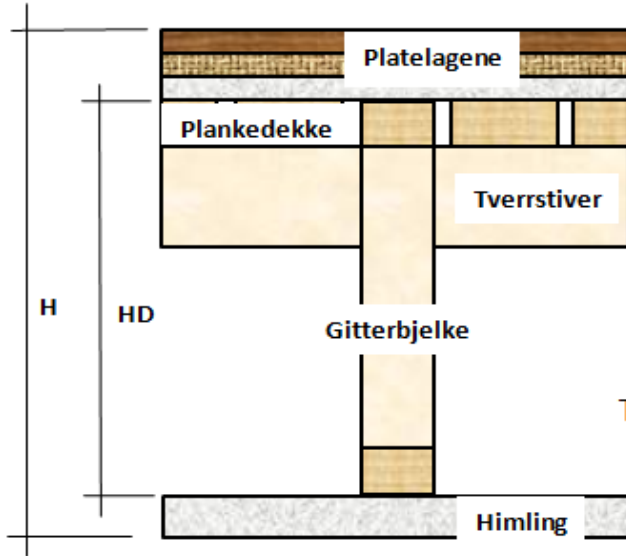 Platelagene
Plankedekke
Tverrstiver
H
HD
Gitterbjelke
T
Himling